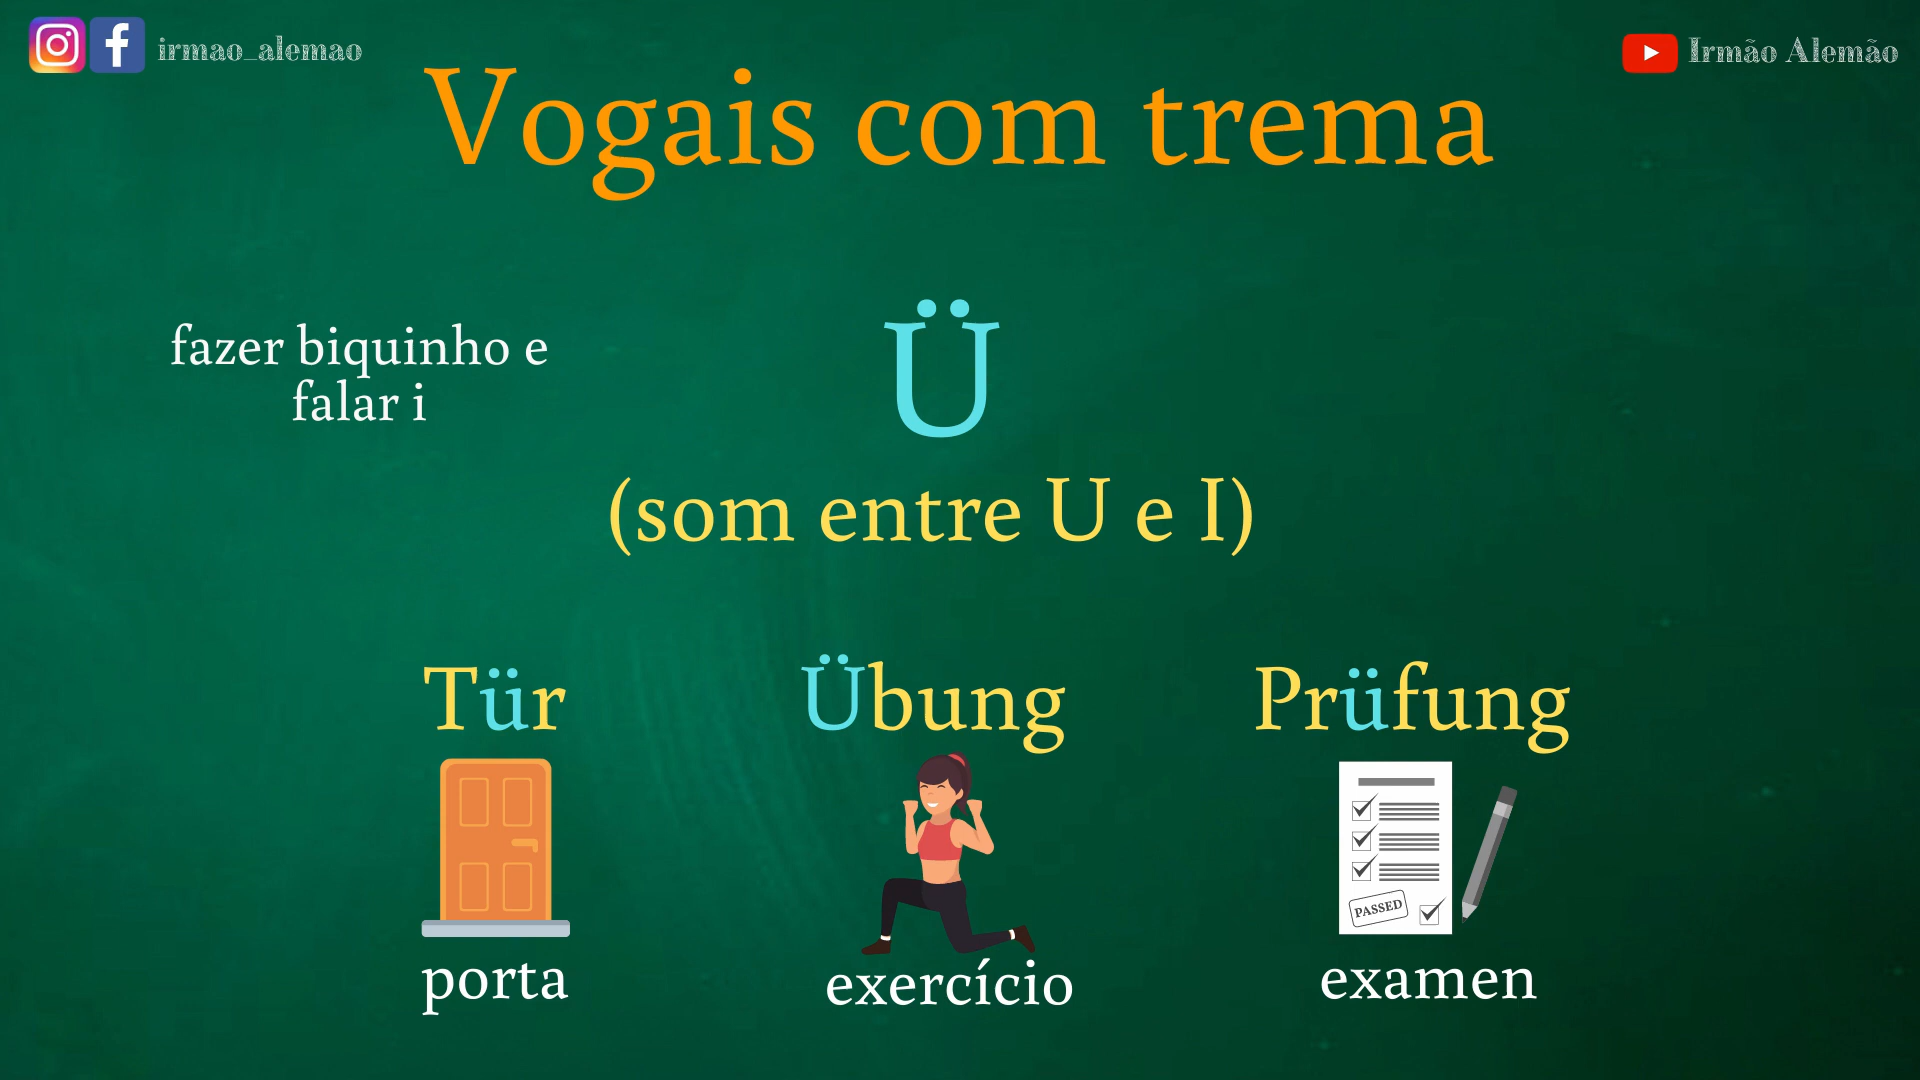 irmao_alemao
Irmão Alemão
Vogais com trema
fazer biquinho e
falar i
Ü
(som entre U e I)
Tür
Übung
Prüfung
PASSED
porta
exercício
examen